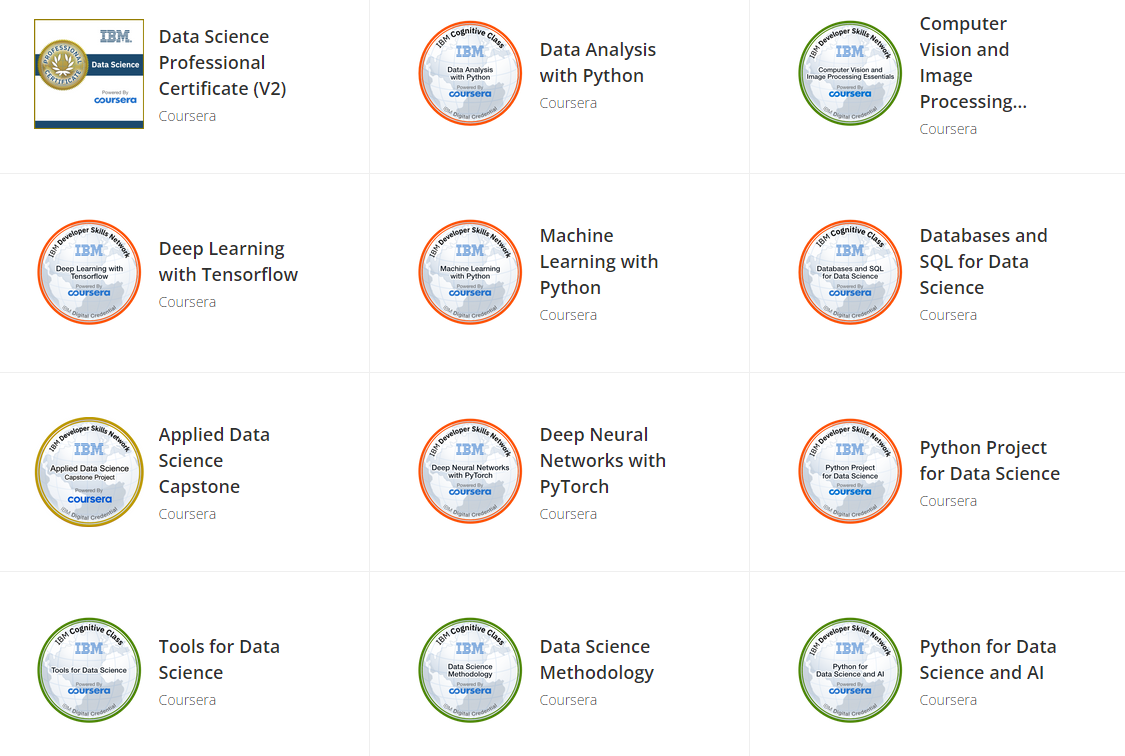 IBM.
PROFESSIONAL CERTIFICATE
Data Science
Powered By
coursera
Data Science
Professional
Certificate (V2)
Coursera
IBM Cognitive Class
IBM
Data Analysis
with Python
Powered By
coursera
IBM Digital Credential
Data Analysis
with Python
Coursera
IBM Developer Skills Network
IBM
Computer Vision and
Image Processing Essentials
Powered By
coursera
IBM Digital Credential
Computer
Vision and
Image
Processing...
Coursera
IBM Developer Skills Network
IBM
Deep Learning with
Tensorflow
Powered By
coursera
IBM Digital Credential
Deep Learning
with Tensorflow
Coursera
IBM Developer Skills Network
IBM
Machine Learning
with Python
Powered By
coursera
IBM Digital Credential
Machine
Learning with
Python
Coursera
IBM Cognitive Class
IBM
Databases and SQL
for Data Science
Powered By
coursera
IBM Digital Credential
Databases and
SQL for Data
Science
Coursera
IBM Developer Skills Network
IBM
Applied Data Science
Capstone Project
Powered By
coursera
IBM Digital Credential
Applied Data
Science
Capstone
Coursera
IBM Developer Skills Network
IBM
Deep Neural Networks
with PyTorch
Powered By
coursera
IBM Digital Credential
Deep Neural
Networks with
PyTorch
Coursera
IBM Developer Skills Network
IBM
Python Project
for Data Science
Powered By
coursera
IBM Digital Credential
Python Project
for Data Science
Coursera
IBM Cognitive Class
IBM
Tools for Data Science
Powered By
coursera
IBM Digital Credential
Tools for Data
Science
Coursera
IBM Cognitive Class
IBM
Data Science
Methodology
Powered By
coursera
IBM Digital Credential
Data Science
Methodology
Coursera
IBM Developer Skills Network
IBM
Python for
Data Science and AI
Powered By
coursera
IBM Digital Credential
Python for Data
Science and AI
Coursera